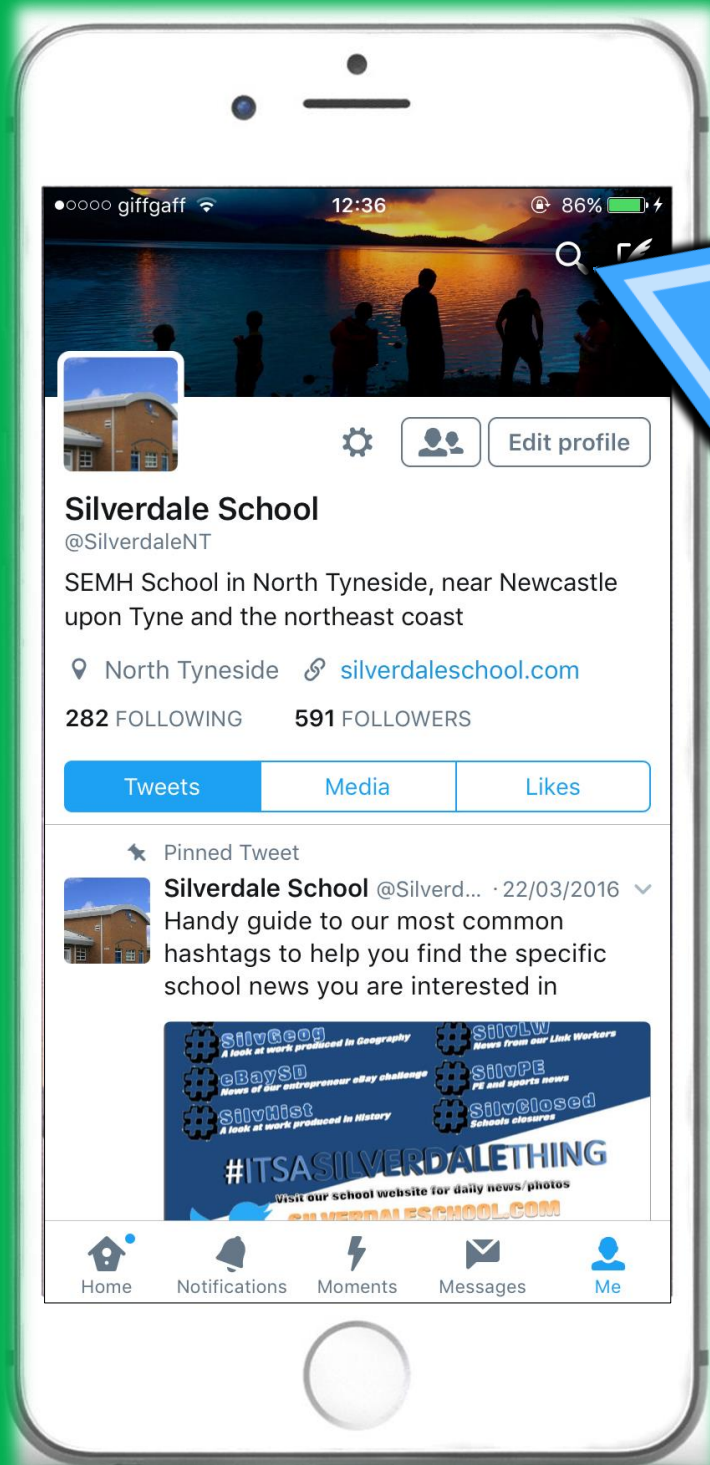 giffgaff 12:36 86%
Edit profile
Silverdale School
@SilverdaleNT
SEMH School in North Tyneside, near Newcastle
upon Tyne and the northeast coast
North Tyneside silverdaleschool.com
282 FOLLOWING 591 FOLLOWERS
Tweets Media Likes
Pinned Tweet
Silverdale School @Silverd... · 22/03/2016
Handy guide to our most common
hashtags to help you find the specific
school news you are interested in
#SilvGeog
A look at work produced in Geography
#SilvLW
News from our Link Workers
#eBaySD
News of our entrepreneur eBay challenge
#SilvPE
PE and sports news
#SilvHist
A look at work produced in History
#SilvClosed
Schools closures
#ITSASILVERDALETHING
Visit our school website for daily news/photos
SILVERDALESCHOOL.COM
Home Notifications Moments Messages Me